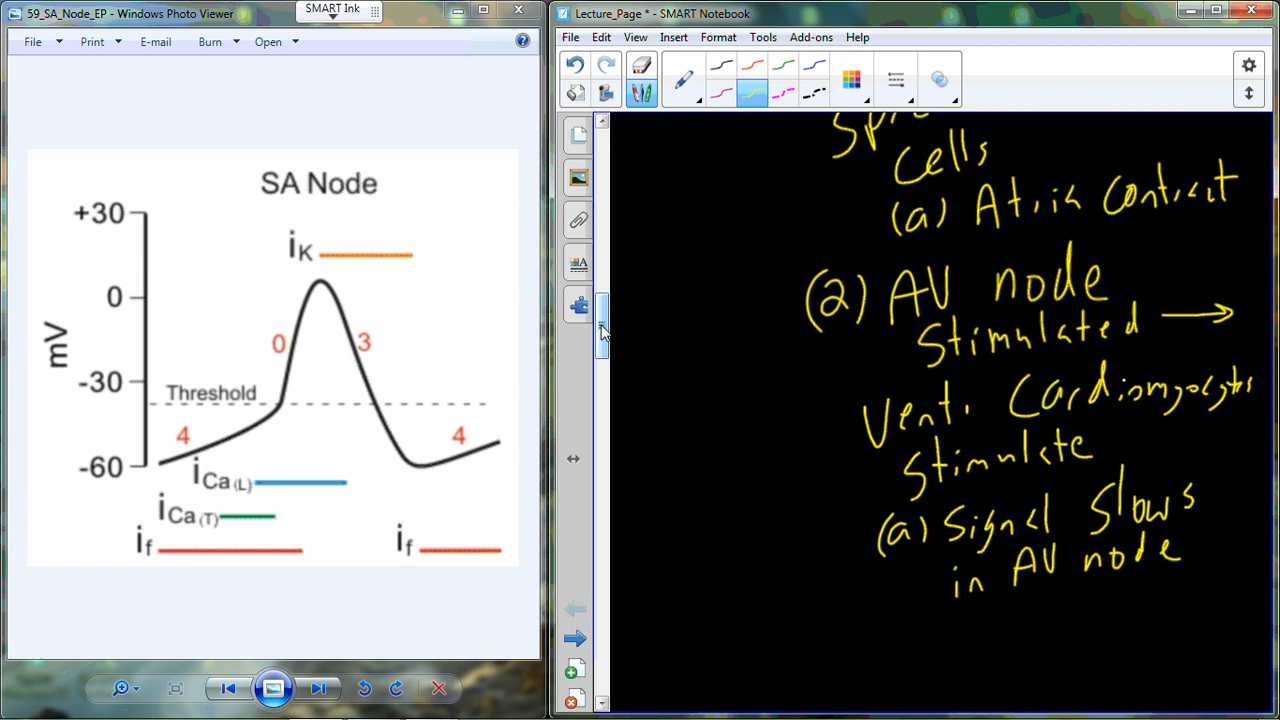 59_SA_Node_EP - Windows Photo Viewer
SMART Ink
File Print E-mail Burn Open
SA Node
+30
0
-30
-60
mV
iK
0
3
Threshold
4
4
iCa(L)
iCa(T)
if
if
Lecture_Page * - SMART Notebook
File Edit View Insert Format Tools Add-ons Help
Cells
(a) Atria Contract
(2) AV node
Stimulated →
Vent. Cardiomyocytes
Stimulate
(a) Signal Slows
in AV node